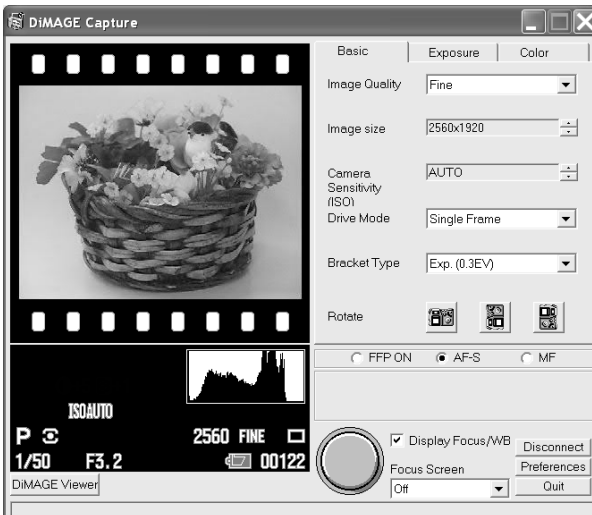 DiMAGE Capture
Basic
Exposure
Color
Image Quality
Fine
Image size
2560x1920
Camera
Sensitivity
(ISO)
AUTO
Drive Mode
Single Frame
Bracket Type
Exp. (0.3EV)
Rotate
FFP ON
AF-S
MF
ISOAUTO
P
2560 FINE
1/50
F3.2
00122
Display Focus/WB
Focus Screen
Off
Disconnect
Preferences
Quit
DiMAGE Viewer